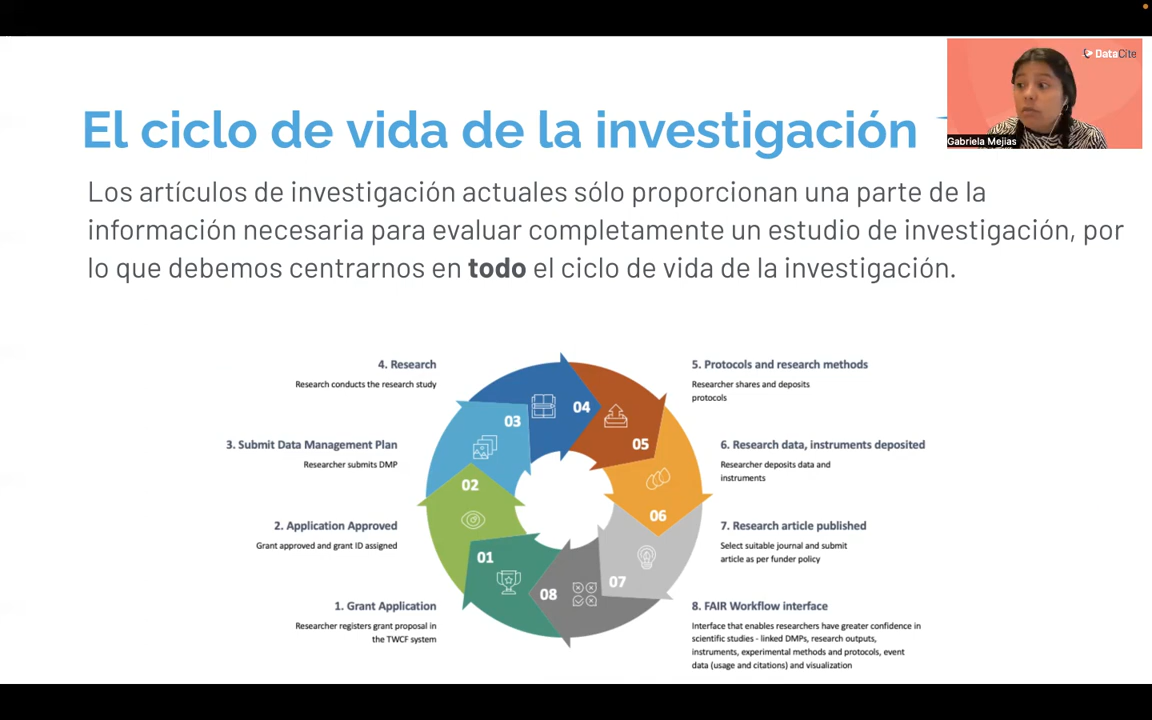 DataCite
Gabriela Mejias
El ciclo de vida de la investigación
Los artículos de investigación actuales sólo proporcionan una parte de la
información necesaria para evaluar completamente un estudio de investigación, por
lo que debemos centrarnos en todo el ciclo de vida de la investigación.
4. Research
Research conducts the research study
3. Submit Data Management Plan
Researcher submits DMP
2. Application Approved
Grant approved and grant ID assigned
1. Grant Application
Researcher registers grant proposal in
the TWCF system
04
03
05
02
06
01
07
08
5. Protocols and research methods
Researcher shares and deposits
protocols
6. Research data, instruments deposited
Researcher deposits data and
instruments
7. Research article published
Select suitable journal and submit
article as per funder policy
8. FAIR Workflow interface
Interface that enables researchers have greater confidence in
scientific studies - linked DMPs, research outputs,
instruments, experimental methods and protocols, event
data (usage and citations) and visualization